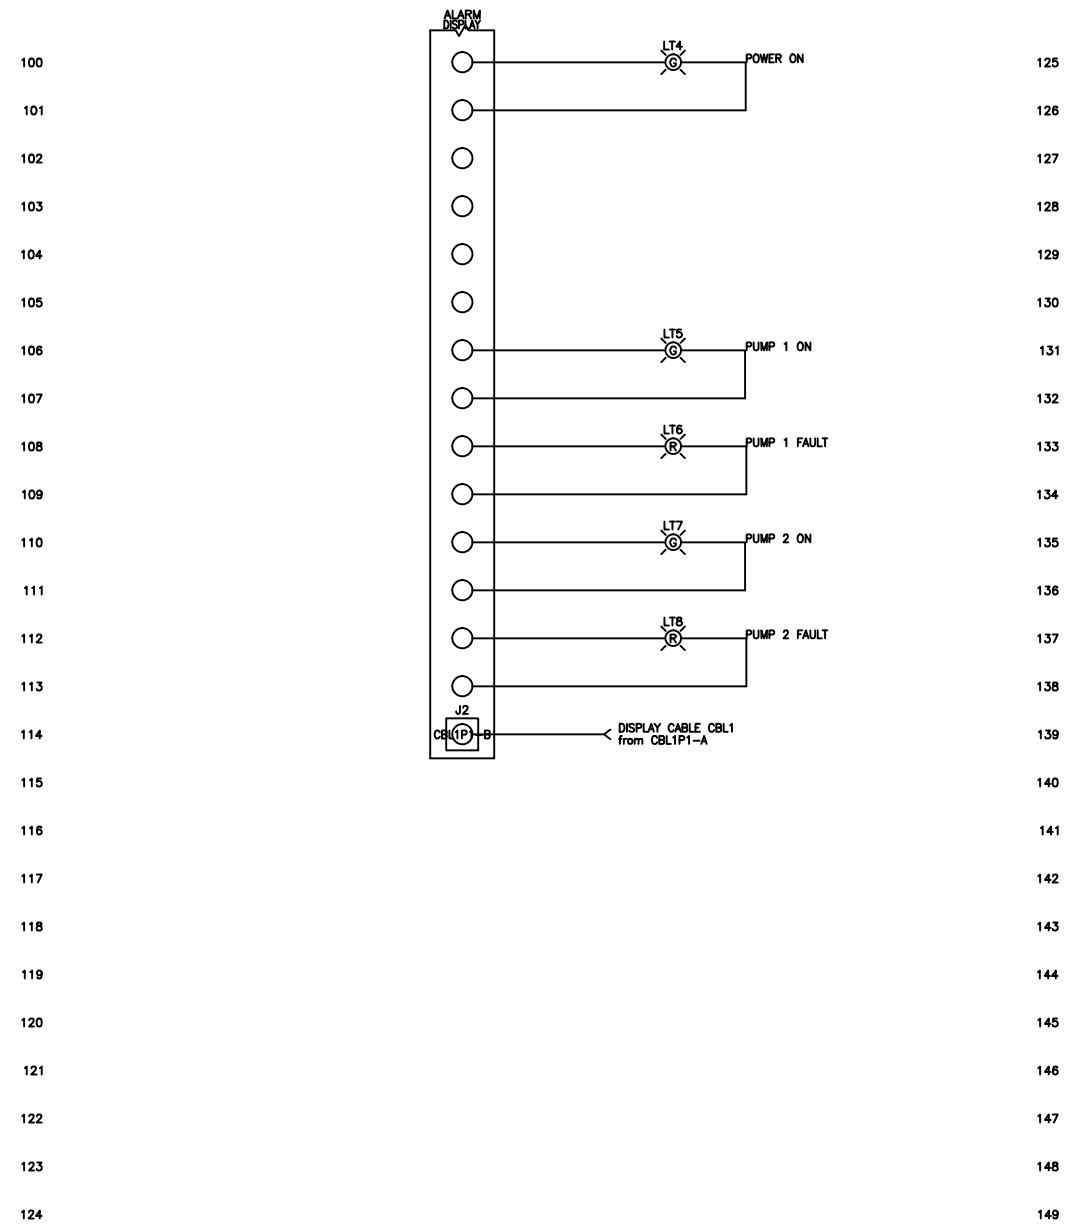 ALARM
DISPLAY
100
LT4
G
POWER ON
125
101
126
102
127
103
128
104
129
105
130
106
LT5
G
PUMP 1 ON
131
107
132
108
LT6
R
PUMP 1 FAULT
133
109
134
110
LT7
G
PUMP 2 ON
135
111
136
112
LT8
R
PUMP 2 FAULT
137
113
138
J2
114
CBL1P1-B
DISPLAY CABLE CBL1
from CBL1P1-A
139
115
140
116
141
117
142
118
143
119
144
120
145
121
146
122
147
123
148
124
149